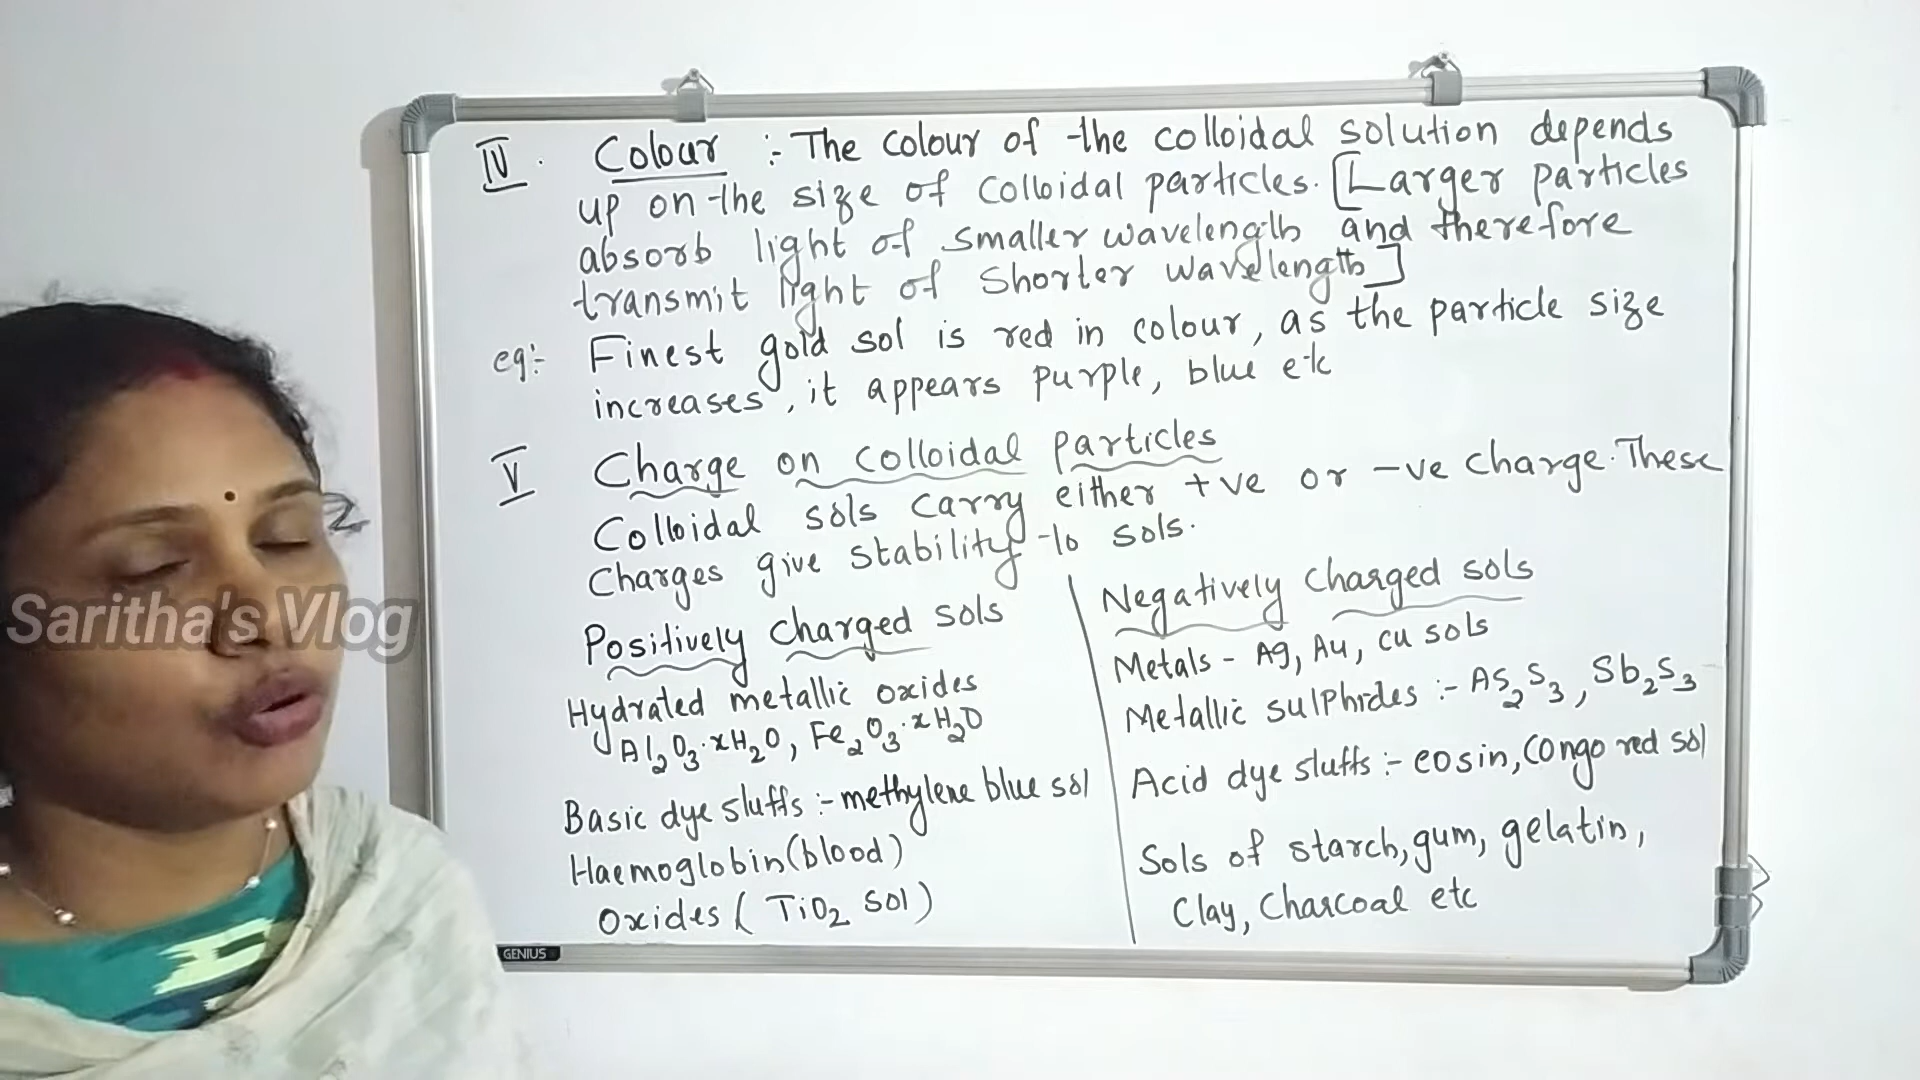 IV. Colour :- The colour of the colloidal solution depends
up on the size of colloidal particles. [Larger particles
absorb light of smaller wavelength and therefore
transmit light of shorter wavelength]
eg:- Finest gold sol is red in colour, as the particle size
increases, it appears purple, blue etc
V Charge on colloidal particles
Colloidal sols carry either +ve or -ve charge. These
charges give stability to sols.
Positively charged sols
Hydrated metallic oxides
Al₂O₃.xH₂O, Fe₂O₃.xH₂O
Basic dye stuffs :- methylene blue sol
Haemoglobin (blood)
Oxides ( TiO₂ sol)
Negatively charged sols
Metals - Ag, Au, Cu sols
Metallic sulphides :- As₂S₃, Sb₂S₃
Acid dye stuffs :- eosin, Congo red sol
Sols of starch, gum, gelatin,
Clay, Charcoal etc
Saritha's Vlog
GENIUS